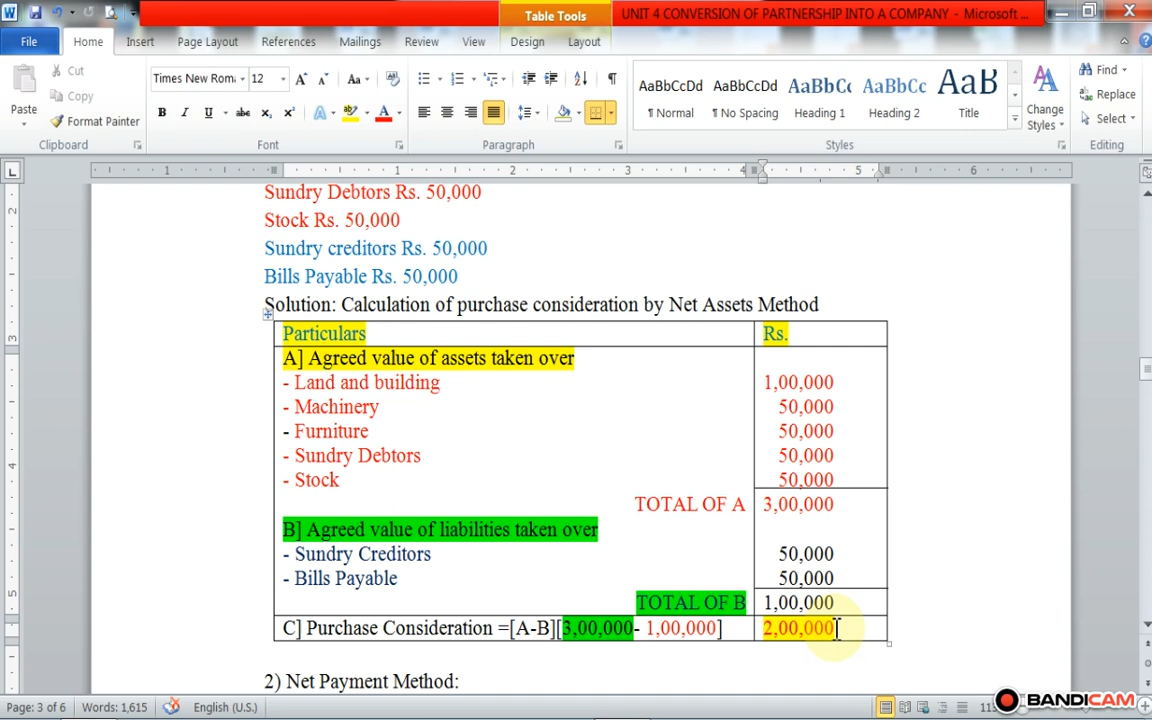 Table Tools
UNIT 4 CONVERSION OF PARTNERSHIP INTO A COMPANY - Microsoft ...
File Home Insert Page Layout References Mailings Review View Design Layout
Paste
Cut
Copy
Format Painter
Clipboard
Times New Rom 12
Font
Paragraph
AaBbCcDd AaBbCcDd AaBbCc AaBbCc AaB
¶ Normal ¶ No Spacing Heading 1 Heading 2 Title
Change Styles
Styles
Find
Replace
Select
Editing
1 1 2 3 4 5 6
Sundry Debtors Rs. 50,000
Stock Rs. 50,000
Sundry creditors Rs. 50,000
Bills Payable Rs. 50,000
Solution: Calculation of purchase consideration by Net Assets Method
Particulars Rs.
A] Agreed value of assets taken over
- Land and building 1,00,000
- Machinery 50,000
- Furniture 50,000
- Sundry Debtors 50,000
- Stock 50,000
TOTAL OF A 3,00,000
B] Agreed value of liabilities taken over
- Sundry Creditors 50,000
- Bills Payable 50,000
TOTAL OF B 1,00,000
C] Purchase Consideration =[A-B][3,00,000- 1,00,000] 2,00,000
2) Net Payment Method:
Page: 3 of 6 Words: 1,615 English (U.S.)
BANDICAM